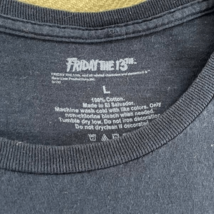 FRIDAY THE 13TH
L
100% Cotton.
Made in El Salvador.
Machine wash cold with like colors. Only
non-chlorine bleach when needed.
Tumble dry low. Do not iron decoration.
Do not dryclean if decorated.